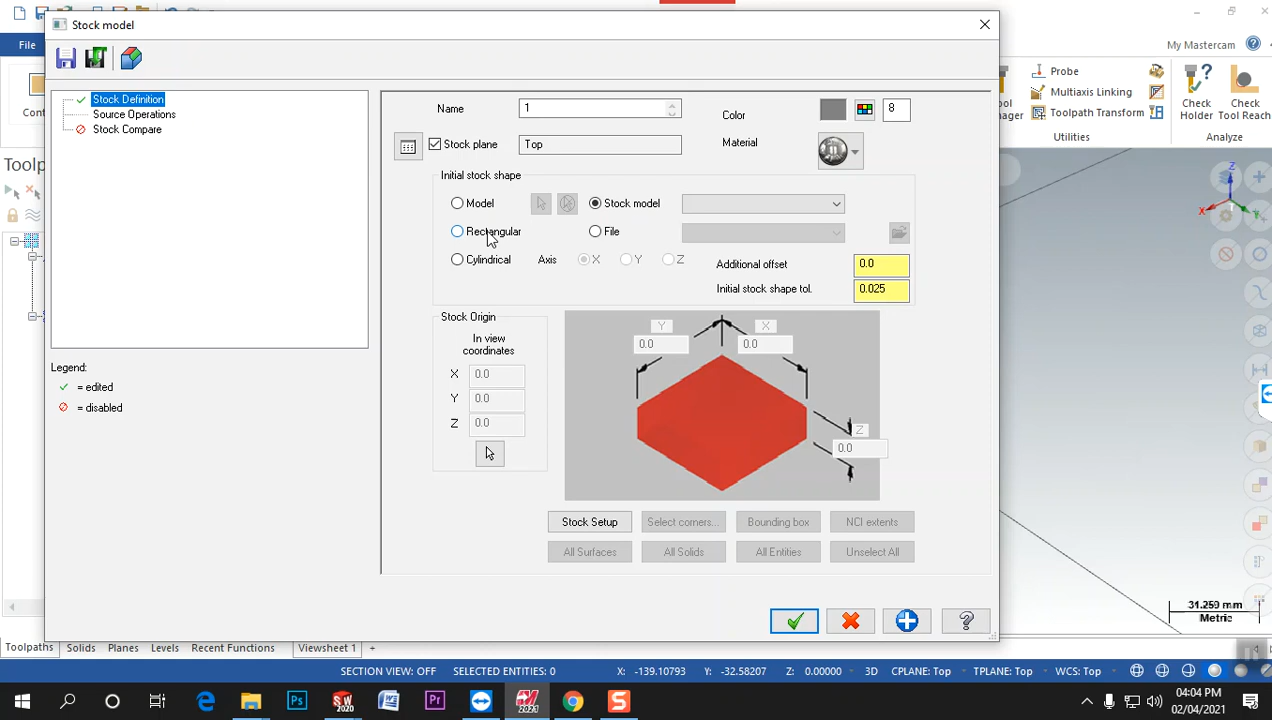 Stock model
File
My Mastercam
Stock Definition
Source Operations
Stock Compare
Name
1
Color
8
Stock plane
Top
Material
Initial stock shape
Model
Stock model
Rectangular
File
Cylindrical
Axis
X
Y
Z
Additional offset
0.0
Initial stock shape tol.
0.025
Stock Origin
In view
coordinates
X
0.0
Y
0.0
Z
0.0
Y
0.0
X
0.0
Z
0.0
Stock Setup
Select corners...
Bounding box
NCI extents
All Surfaces
All Solids
All Entities
Unselect All
Legend:
= edited
= disabled
Probe
Multiaxis Linking
Toolpath Transform
Utilities
Check
Holder
Check
Tool Reach
Analyze
Z
X
Y
31.259 mm
Metric
Toolpaths
Solids
Planes
Levels
Recent Functions
Viewsheet 1
+
SECTION VIEW: OFF
SELECTED ENTITIES: 0
X: -139.10793
Y: -32.58207
Z: 0.00000
3D
CPLANE: Top
TPLANE: Top
WCS: Top
04:04 PM
02/04/2021
Ps
SW
2020
Pr
2021
S